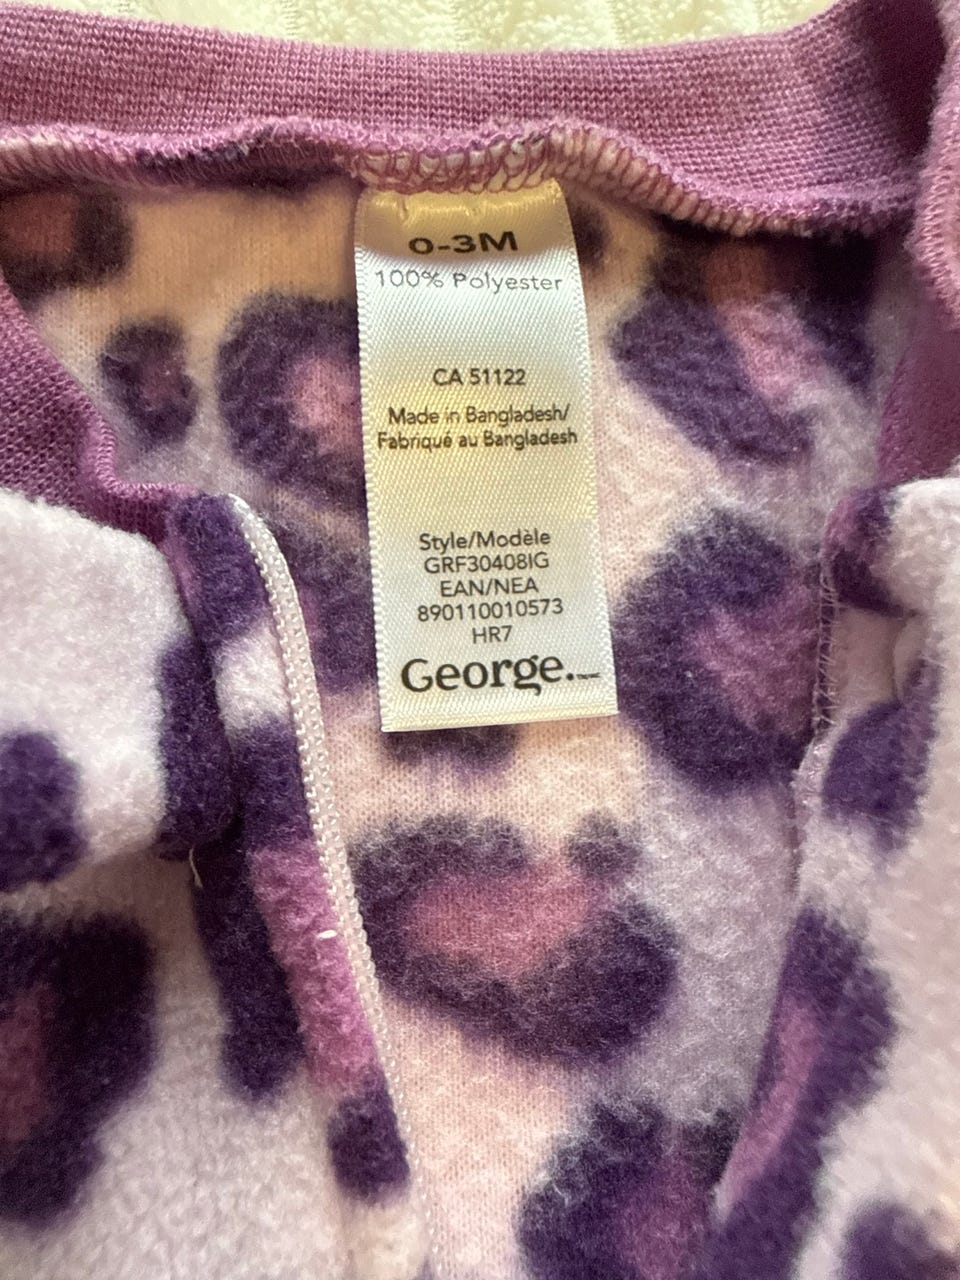 0-3M
100% Polyester
CA 51122
Made in Bangladesh/
Fabriqué au Bangladesh
Style/Modèle
GRF30408IG
EAN/NEA
890110010573
HR7
George.